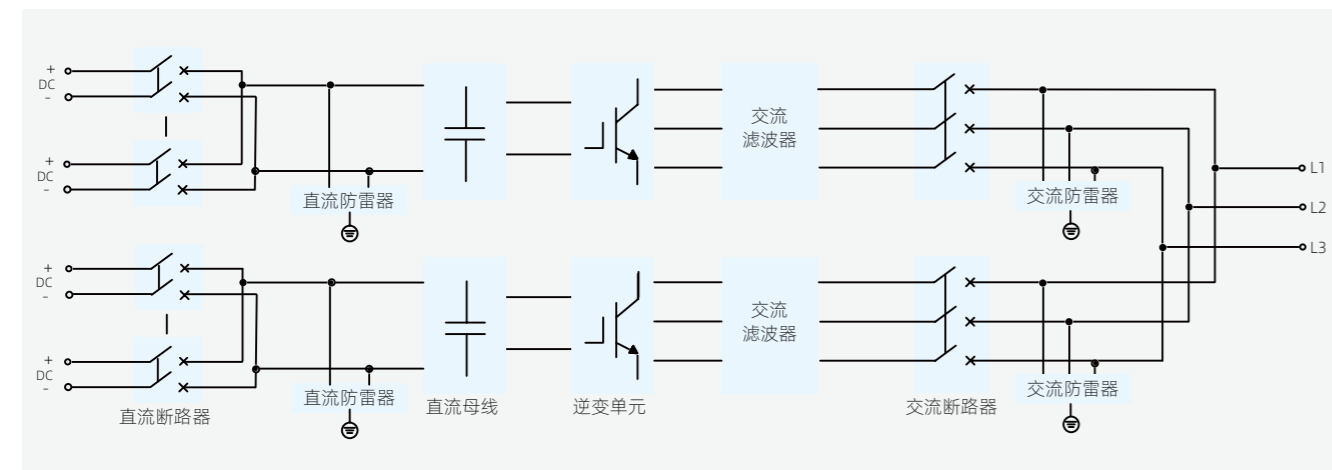 +
DC
-
+
DC
-
直流防雷器
交流
滤波器
交流防雷器
L1
L2
L3
+
DC
-
+
DC
-
直流断路器
直流防雷器
直流母线
逆变单元
交流
滤波器
交流断路器
交流防雷器